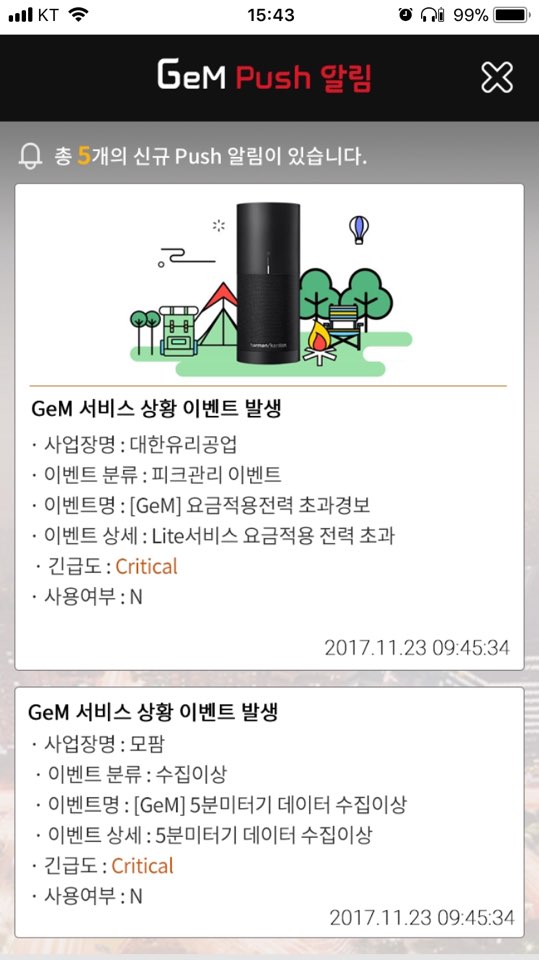 KT 15:43 99%
GeM Push 알림
총 5개의 신규 Push 알림이 있습니다.
harman/kardon
GeM 서비스 상황 이벤트 발생
· 사업장명 : 대한유리공업
· 이벤트 분류 : 피크관리 이벤트
· 이벤트명 : [GeM] 요금적용전력 초과경보
· 이벤트 상세 : Lite서비스 요금적용 전력 초과
· 긴급도 : Critical
· 사용여부 : N
2017.11.23 09:45:34
GeM 서비스 상황 이벤트 발생
· 사업장명 : 모팜
· 이벤트 분류 : 수집이상
· 이벤트명 : [GeM] 5분미터기 데이터 수집이상
· 이벤트 상세 : 5분미터기 데이터 수집이상
· 긴급도 : Critical
· 사용여부 : N
2017.11.23 09:45:34